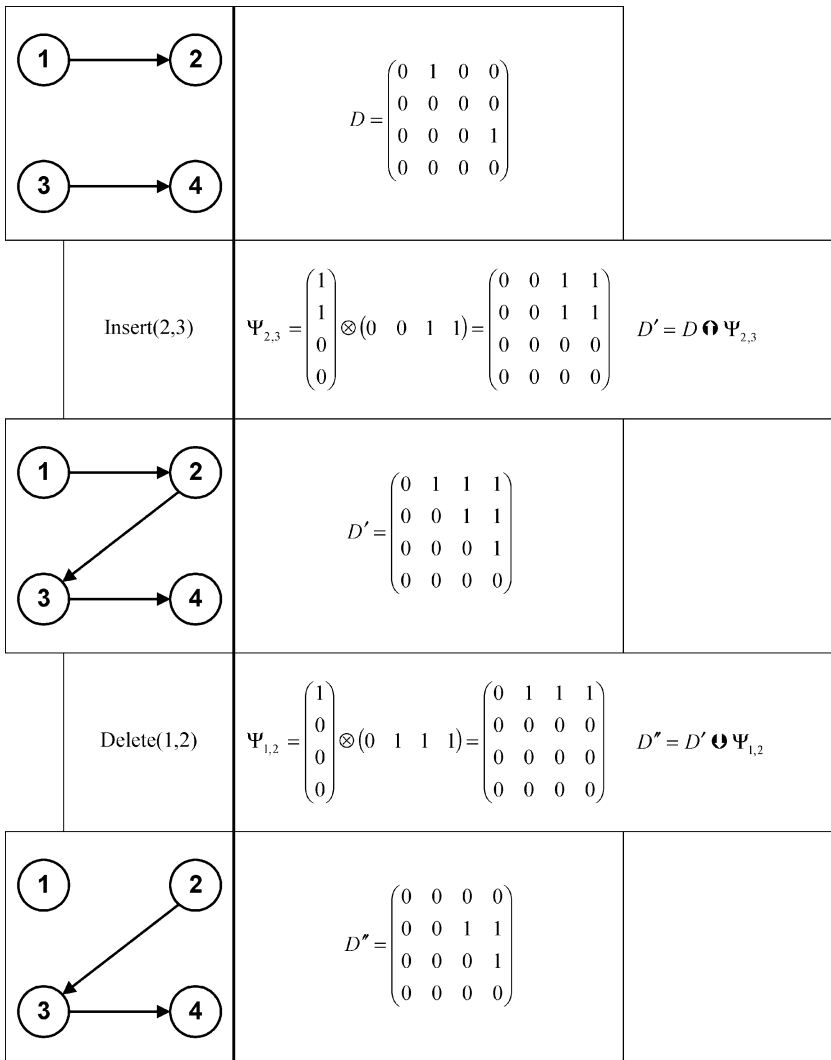 1 2
3 4
D = (0 1 0 0
0 0 0 0
0 0 0 1
0 0 0 0)
Insert(2,3)
Ψ2,3 = (1
1
0
0) ⊗ (0 0 1 1) = (0 0 1 1
0 0 1 1
0 0 0 0
0 0 0 0)
D′ = D ⋒ Ψ2,3
1 2
3 4
D′ = (0 1 1 1
0 0 1 1
0 0 0 1
0 0 0 0)
Delete(1,2)
Ψ1,2 = (1
0
0
0) ⊗ (0 1 1 1) = (0 1 1 1
0 0 0 0
0 0 0 0
0 0 0 0)
D″ = D′ ⋓ Ψ1,2
1 2
3 4
D″ = (0 0 0 0
0 0 1 1
0 0 0 1
0 0 0 0)